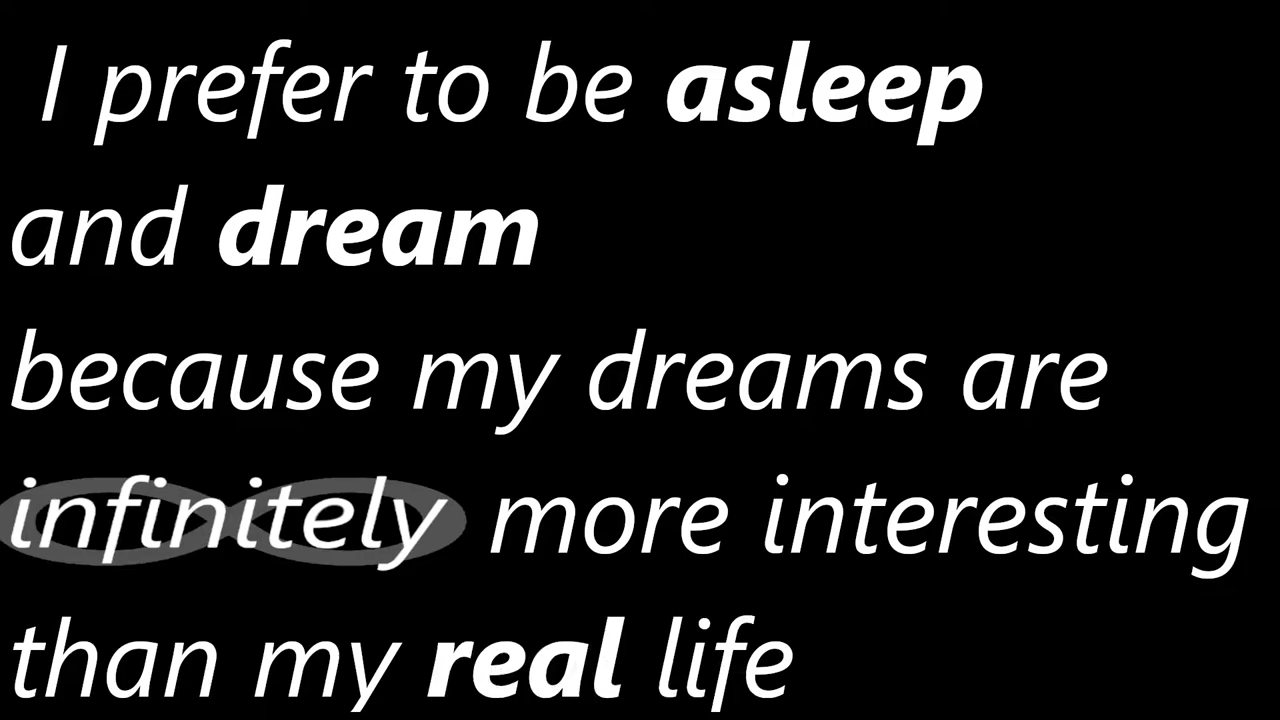 I prefer to be asleep
and dream
because my dreams are
infinitely more interesting
than my real life